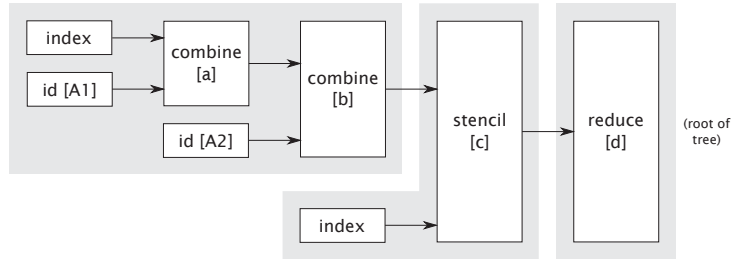 index
id [A1]
combine
[a]
id [A2]
combine
[b]
index
stencil
[c]
reduce
[d]
(root of
tree)